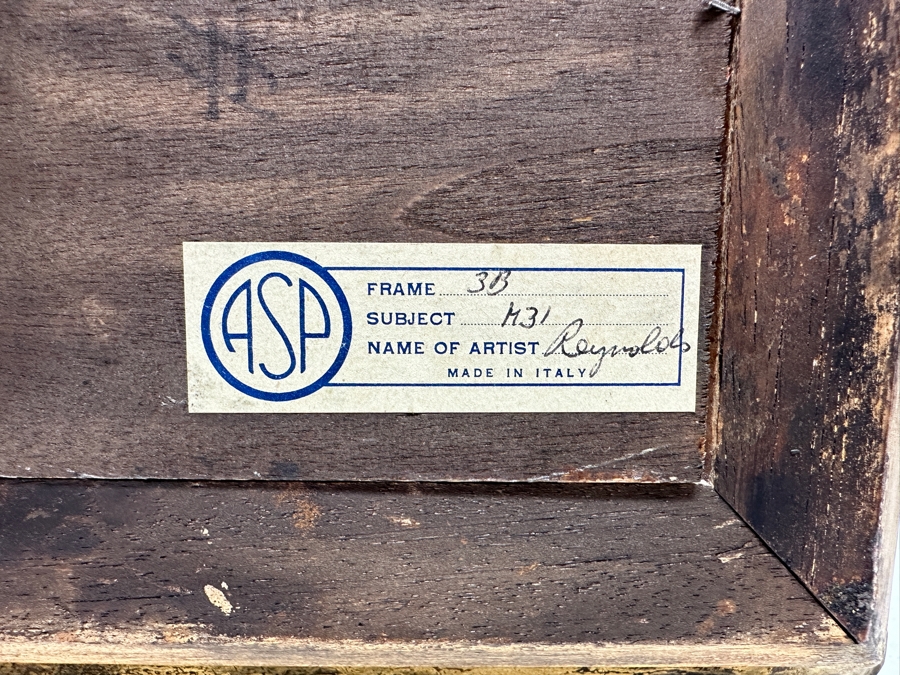 ASP
FRAME 3B
SUBJECT M31
NAME OF ARTIST Reynolds
MADE IN ITALY